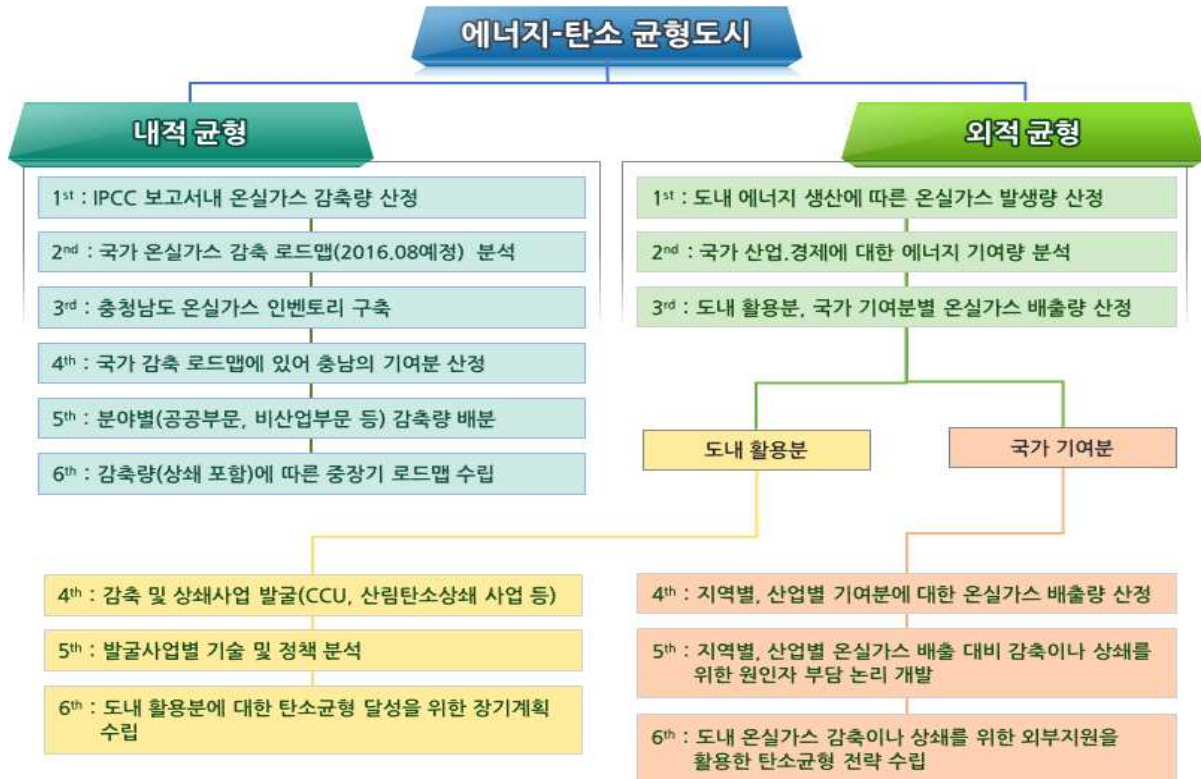 에너지-탄소 균형도시
내적 균형
1st : IPCC 보고서내 온실가스 감축량 산정
2nd : 국가 온실가스 감축 로드맵(2016.08예정) 분석
3rd : 충청남도 온실가스 인벤토리 구축
4th : 국가 감축 로드맵에 있어 충남의 기여분 산정
5th : 분야별(공공부문, 비산업부문 등) 감축량 배분
6th : 감축량(상쇄 포함)에 따른 중장기 로드맵 수립
외적 균형
1st : 도내 에너지 생산에 따른 온실가스 발생량 산정
2nd : 국가 산업.경제에 대한 에너지 기여량 분석
3rd : 도내 활용분, 국가 기여분별 온실가스 배출량 산정
도내 활용분
4th : 감축 및 상쇄사업 발굴(CCU, 산림탄소상쇄 사업 등)
5th : 발굴사업별 기술 및 정책 분석
6th : 도내 활용분에 대한 탄소균형 달성을 위한 장기계획
수립
국가 기여분
4th : 지역별, 산업별 기여분에 대한 온실가스 배출량 산정
5th : 지역별, 산업별 온실가스 배출 대비 감축이나 상쇄를
위한 원인자 부담 논리 개발
6th : 도내 온실가스 감축이나 상쇄를 위한 외부지원을
활용한 탄소균형 전략 수립